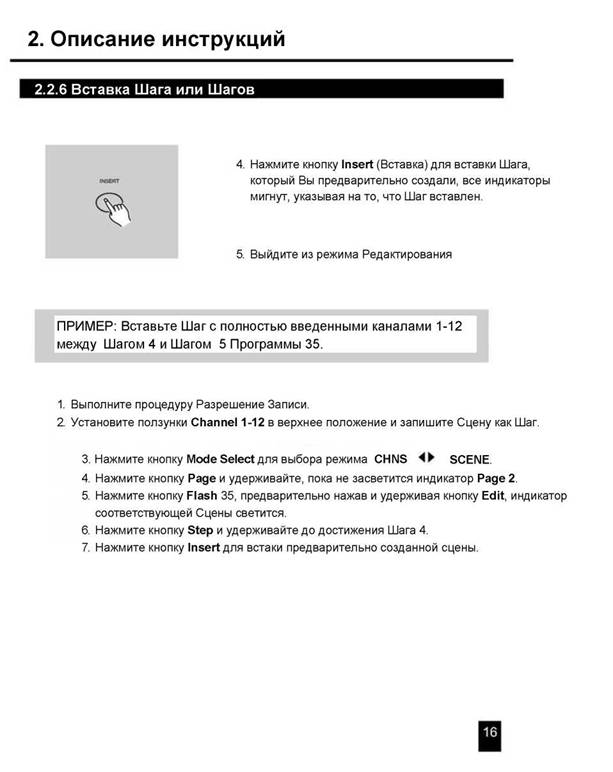 2. Описание инструкций
2.2.6 Вставка Шага или Шагов
INSERT
4. Нажмите кнопку Insert (Вставка) для вставки Шага,
который Вы предварительно создали, все индикаторы
мигнут, указывая на то, что Шаг вставлен.
5. Выйдите из режима Редактирования
ПРИМЕР: Вставьте Шаг с полностью введенными каналами 1-12
между Шагом 4 и Шагом 5 Программы 35.
1. Выполните процедуру Разрешение Записи.
2. Установите ползунки Channel 1-12 в верхнее положение и запишите Сцену как Шаг.
3. Нажмите кнопку Mode Select для выбора режима CHNS ◄► SCENE.
4. Нажмите кнопку Page и удерживайте, пока не засветится индикатор Page 2.
5. Нажмите кнопку Flash 35, предварительно нажав и удерживая кнопку Edit, индикатор
соответствующей Сцены светится.
6. Нажмите кнопку Step и удерживайте до достижения Шага 4.
7. Нажмите кнопку Insert для встаки предварительно созданной сцены.
16